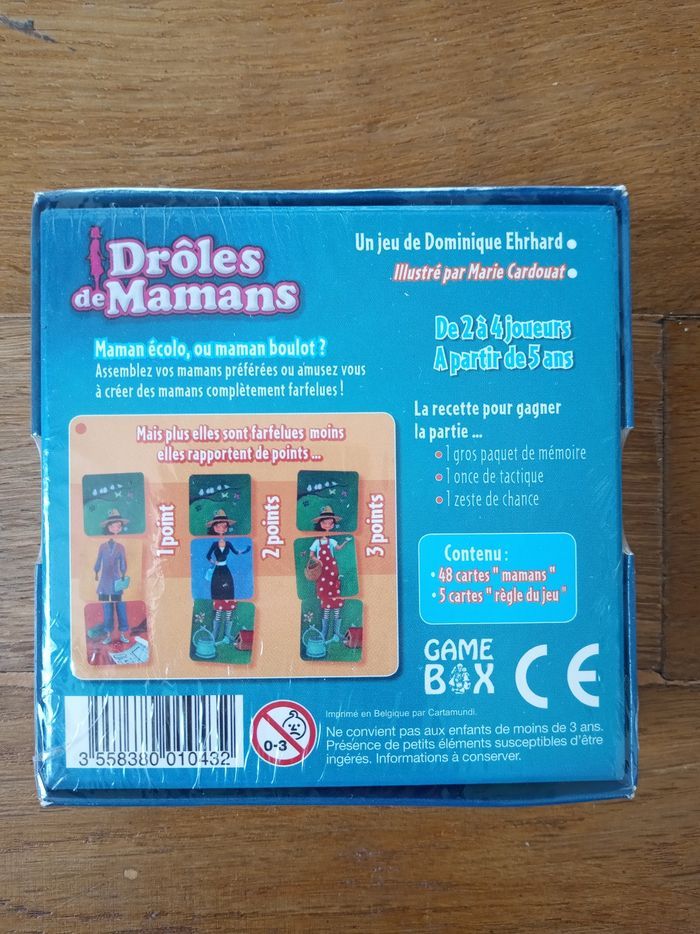 Drôles
de Mamans
Un jeu de Dominique Ehrhard
Illustré par Marie Cardouat
De 2 à 4 joueurs
A partir de 5 ans
Maman écolo, ou maman boulot ?
Assemblez vos mamans préférées ou amusez vous
à créer des mamans complètement farfelues !
La recette pour gagner
la partie ...
• 1 gros paquet de mémoire
• 1 once de tactique
• 1 zeste de chance
Mais plus elles sont farfelues moins
elles rapportent de points ...
1 point
2 points
3 points
Contenu :
• 48 cartes " mamans "
• 5 cartes " règle du jeu "
GAME
BOX
CE
3 558380 010432
0-3
Imprimé en Belgique par Cartamundi.
Ne convient pas aux enfants de moins de 3 ans.
Présence de petits éléments susceptibles d'être
ingérés. Informations à conserver.